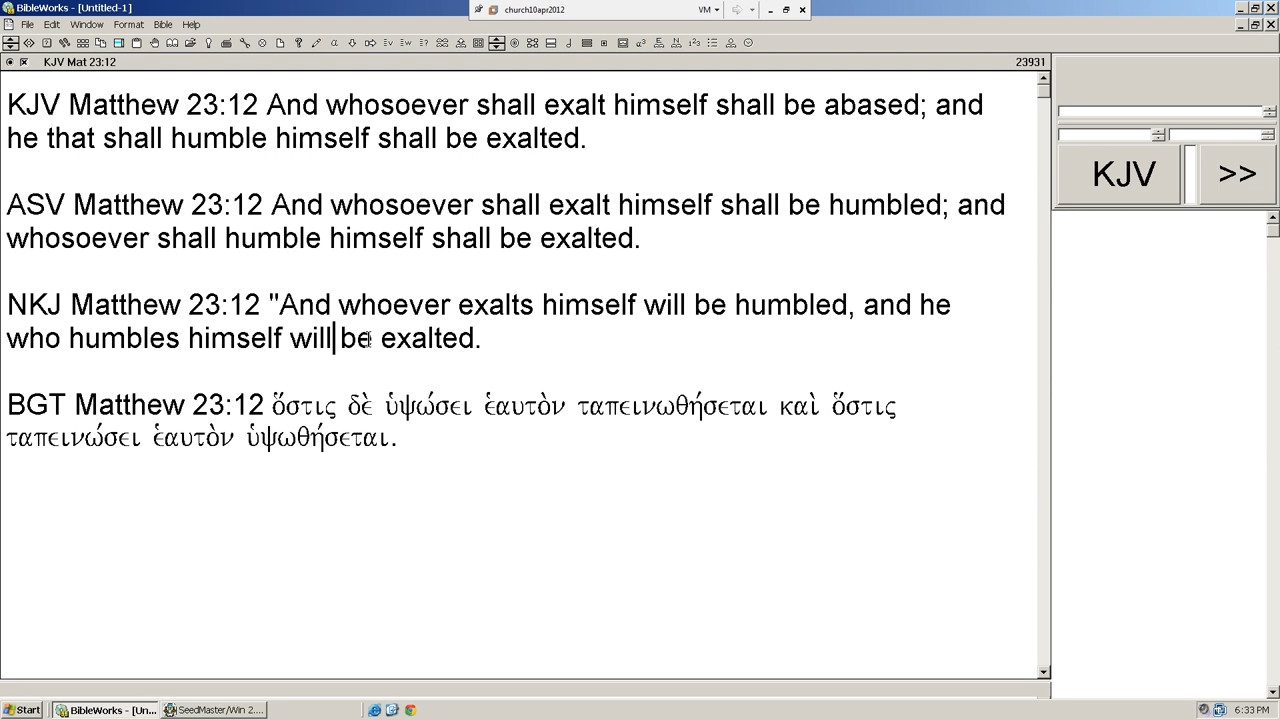 BibleWorks - [Untitled-1]
church10apr2012
VM
File Edit Window Format Bible Help
KJV Mat 23:12
23931
KJV Matthew 23:12 And whosoever shall exalt himself shall be abased; and
he that shall humble himself shall be exalted.
ASV Matthew 23:12 And whosoever shall exalt himself shall be humbled; and
whosoever shall humble himself shall be exalted.
NKJ Matthew 23:12 "And whoever exalts himself will be humbled, and he
who humbles himself will be exalted.
BGT Matthew 23:12 ὅστις δὲ ὑψώσει ἑαυτὸν ταπεινωθήσεται καὶ ὅστις
ταπεινώσει ἑαυτὸν ὑψωθήσεται.
KJV
>>
Start
BibleWorks - [Un...
SeedMaster/Win 2....
6:33 PM